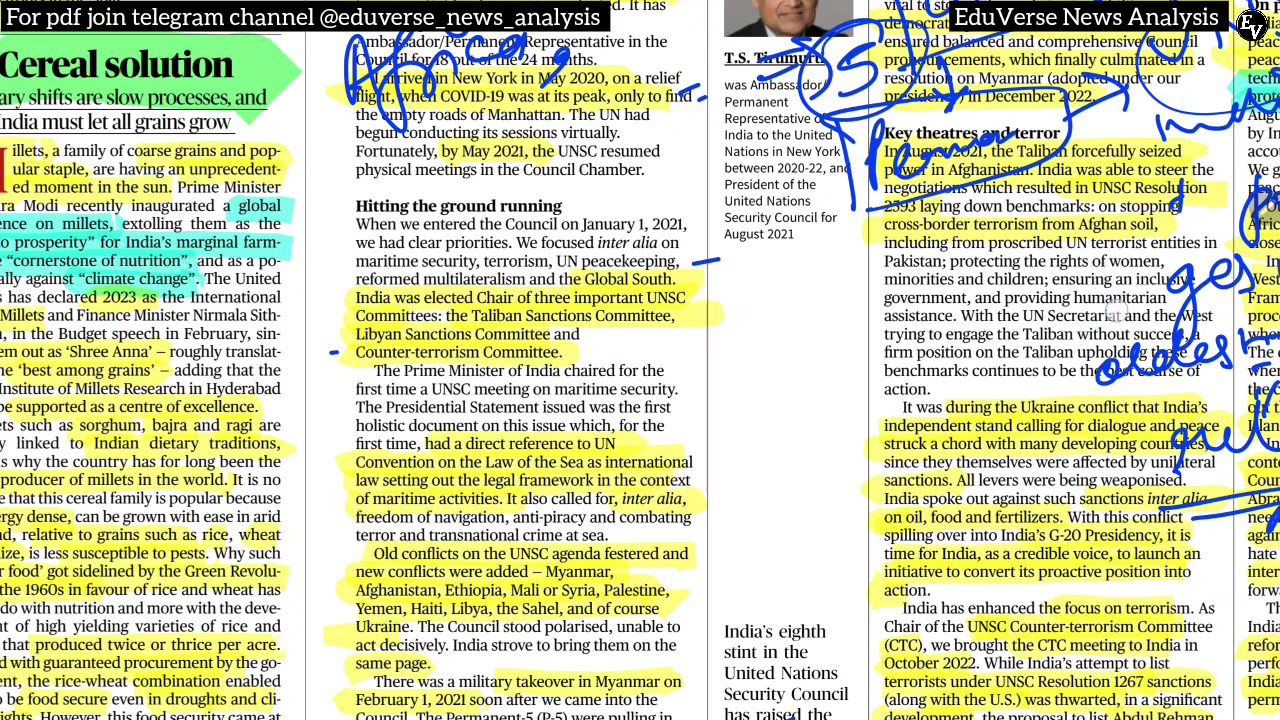 For pdf join telegram channel @eduverse_news_analysis
EduVerse News Analysis
Cereal solution
ary shifts are slow processes, and
India must let all grains grow
illets, a family of coarse grains and pop-
ular staple, are having an unprecedent-
ed moment in the sun. Prime Minister
ra Modi recently inaugurated a global
ence on millets, extolling them as the
o prosperity” for India’s marginal farm-
e “cornerstone of nutrition”, and as a po-
ally against “climate change”. The United
s has declared 2023 as the International
Millets and Finance Minister Nirmala Sith-
n, in the Budget speech in February, sin-
em out as ‘Shree Anna’ – roughly translat-
ne ‘best among grains’ – adding that the
Institute of Millets Research in Hyderabad
be supported as a centre of excellence.
ets such as sorghum, bajra and ragi are
y linked to Indian dietary traditions,
s why the country has for long been the
producer of millets in the world. It is no
e that this cereal family is popular because
ergy dense, can be grown with ease in arid
nd, relative to grains such as rice, wheat
ize, is less susceptible to pests. Why such
r food’ got sidelined by the Green Revolu-
the 1960s in favour of rice and wheat has
do with nutrition and more with the deve-
nt of high yielding varieties of rice and
that produced twice or thrice per acre.
d with guaranteed procurement by the go-
ent, the rice-wheat combination enabled
o be food secure even in droughts and cli-
ghts. However, this food security came at
ted. It has
Ambassador/Permanent Representative in the
Council for 18 out of the 24 months.
I arrived in New York in May 2020, on a relief
flight, when COVID-19 was at its peak, only to find
the empty roads of Manhattan. The UN had
begun conducting its sessions virtually.
Fortunately, by May 2021, the UNSC resumed
physical meetings in the Council Chamber.
Hitting the ground running
When we entered the Council on January 1, 2021,
we had clear priorities. We focused inter alia on
maritime security, terrorism, UN peacekeeping,
reformed multilateralism and the Global South.
India was elected Chair of three important UNSC
Committees: the Taliban Sanctions Committee,
Libyan Sanctions Committee and
Counter-terrorism Committee.
The Prime Minister of India chaired for the
first time a UNSC meeting on maritime security.
The Presidential Statement issued was the first
holistic document on this issue which, for the
first time, had a direct reference to UN
Convention on the Law of the Sea as international
law setting out the legal framework in the context
of maritime activities. It also called for, inter alia,
freedom of navigation, anti-piracy and combating
terror and transnational crime at sea.
Old conflicts on the UNSC agenda festered and
new conflicts were added – Myanmar,
Afghanistan, Ethiopia, Mali or Syria, Palestine,
Yemen, Haiti, Libya, the Sahel, and of course
Ukraine. The Council stood polarised, unable to
act decisively. India strove to bring them on the
same page.
There was a military takeover in Myanmar on
February 1, 2021 soon after we came into the
Council. The Permanent-5 (P-5) were pulling in
T.S. Tirumurti
was Ambassador/
Permanent
Representative of
India to the United
Nations in New York
between 2020-22, and
President of the
United Nations
Security Council for
August 2021
India’s eighth
stint in the
United Nations
Security Council
has raised the
vital to
democrat
ensured balanced and comprehensive Council
pronouncements, which finally culminated in a
resolution on Myanmar (adopted under our
presidency) in December 2022.
Key theatres and terror
In August 2021, the Taliban forcefully seized
power in Afghanistan. India was able to steer the
negotiations which resulted in UNSC Resolution
2593 laying down benchmarks: on stopping
cross-border terrorism from Afghan soil,
including from proscribed UN terrorist entities in
Pakistan; protecting the rights of women,
minorities and children; ensuring an inclusive
government, and providing humanitarian
assistance. With the UN Secretariat and the West
trying to engage the Taliban without success, a
firm position on the Taliban upholding these
benchmarks continues to be the best course of
action.
It was during the Ukraine conflict that India’s
independent stand calling for dialogue and peace
struck a chord with many developing countries,
since they themselves were affected by unilateral
sanctions. All levers were being weaponised.
India spoke out against such sanctions inter alia
on oil, food and fertilizers. With this conflict
spilling over into India’s G-20 Presidency, it is
time for India, as a credible voice, to launch an
initiative to convert its proactive position into
action.
India has enhanced the focus on terrorism. As
Chair of the UNSC Counter-terrorism Committee
(CTC), we brought the CTC meeting to India in
October 2022. While India’s attempt to list
terrorists under UNSC Resolution 1267 sanctions
(along with the U.S.) was thwarted, in a significant
development, the proposal to list Abdul Rehman